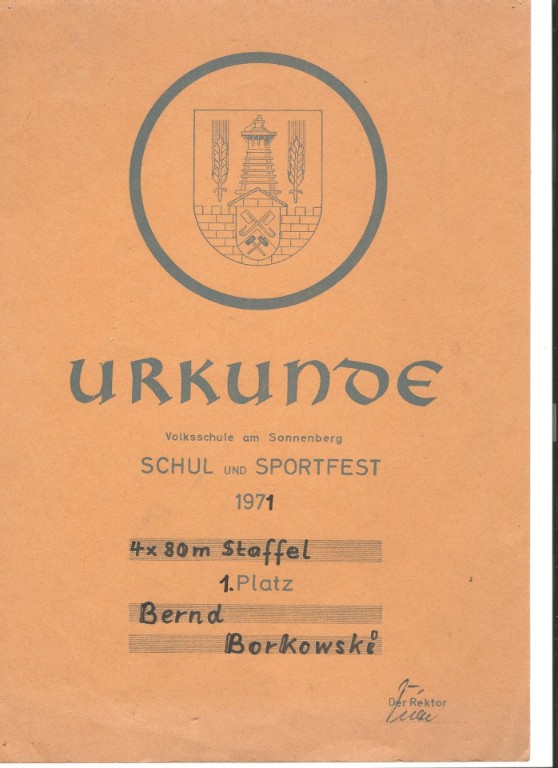 URKUNDE
Volksschule am Sonnenberg
SCHUL UND SPORTFEST
1971
4x80m Staffel
1.Platz
Bernd
Borkowski
Der Rektor